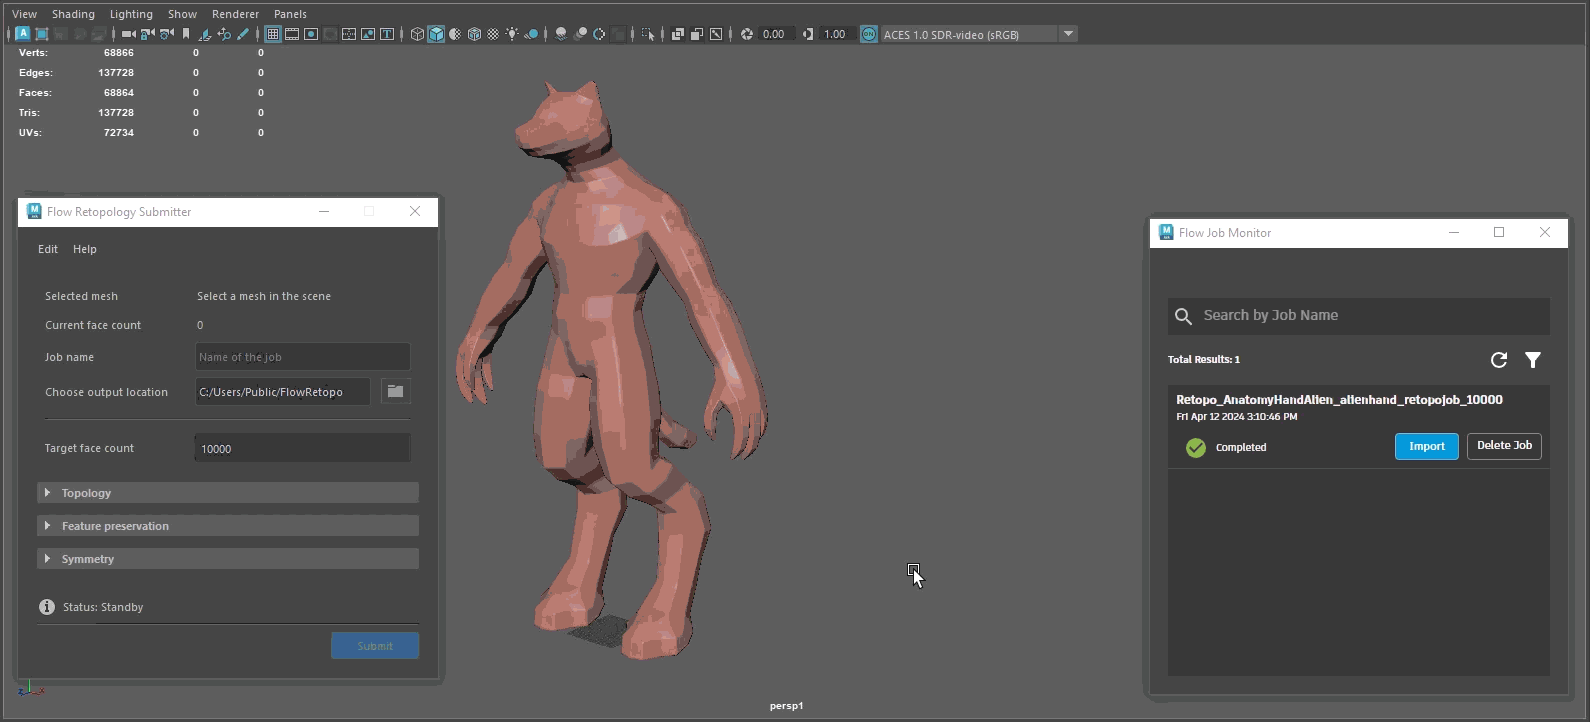 View Shading Lighting Show Renderer Panels
0.00 1.00 ON ACES 1.0 SDR-video (sRGB)
Verts: 68866 0 0
Edges: 137728 0 0
Faces: 68864 0 0
Tris: 137728 0 0
UVs: 72734 0 0
Flow Retopology Submitter
Edit Help
Selected mesh Select a mesh in the scene
Current face count 0
Job name Name of the job
Choose output location C:/Users/Public/FlowRetopo
Target face count 10000
Topology
Feature preservation
Symmetry
Status: Standby
Submit
Flow Job Monitor
Search by Job Name
Total Results: 1
Retopo_AnatomyHandAlien_alienhand_retopojob_10000
Fri Apr 12 2024 3:10:46 PM
Completed Import Delete Job
persp1